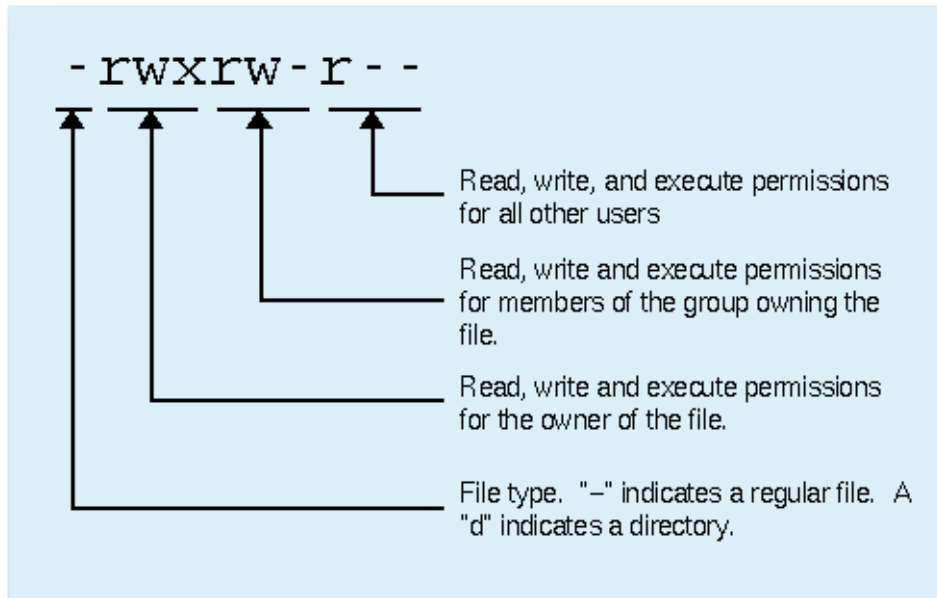 -rwxrw-r--
Read, write, and execute permissions
for all other users
Read, write and execute permissions
for members of the group owning the
file.
Read, write and execute permissions
for the owner of the file.
File type.  "–" indicates a regular file.  A
"d" indicates a directory.